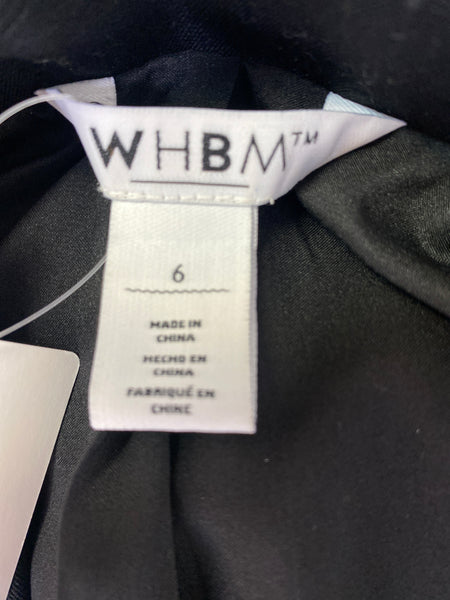 WHBM™
6
MADE IN
CHINA
HECHO EN
CHINA
FABRIQUÉ EN
CHINE